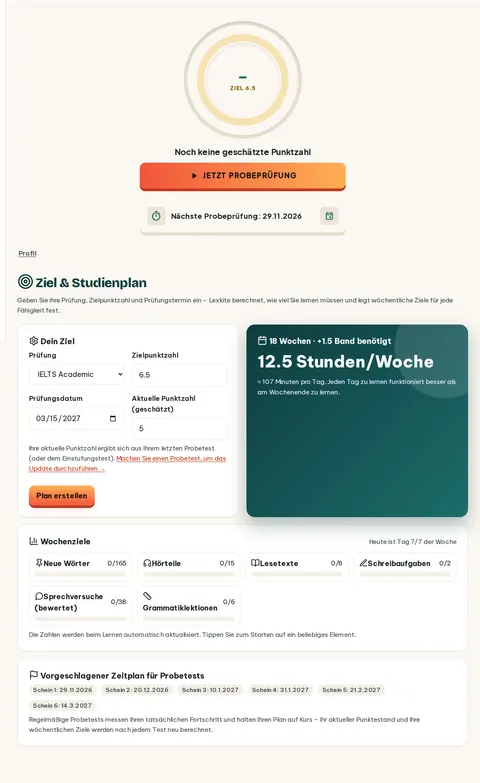 –
ZIEL 6.5
Noch keine geschätzte Punktzahl
JETZT PROBEPRÜFUNG
Nächste Probeprüfung: 29.11.2026
Profil
Ziel & Studienplan
Geben Sie Ihre Prüfung, Zielpunktzahl und Prüfungstermin ein – Lexkite berechnet, wie viel Sie lernen müssen und legt wöchentliche Ziele für jede
Fähigkeit fest.
Dein Ziel
Prüfung
Zielpunktzahl
IELTS Academic
6.5
Prüfungsdatum
Aktuelle Punktzahl
(geschätzt)
03/15/2027
5
Ihre aktuelle Punktzahl ergibt sich aus Ihrem letzten Probetest
(oder dem Einstufungstest). Machen Sie einen Probetest, um das
Update durchzuführen →
Plan erstellen
18 Wochen · +1.5 Band benötigt
12.5 Stunden/Woche
≈ 107 Minuten pro Tag. Jeden Tag zu lernen funktioniert besser als
am Wochenende zu lernen.
Wochenziele
Heute ist Tag 7/7 der Woche
Neue Wörter 0/165
Hörteile 0/15
Lesetexte 0/8
Schreibaufgaben 0/2
Sprechversuche
(bewertet) 0/38
Grammatiklektionen 0/6
Die Zahlen werden beim Lernen automatisch aktualisiert. Tippen Sie zum Starten auf ein beliebiges Element.
Vorgeschlagener Zeitplan für Probetests
Schein 1: 29.11.2026 Schein 2: 20.12.2026 Schein 3: 10.1.2027 Schein 4: 31.1.2027 Schein 5: 21.2.2027
Schein 6: 14.3.2027
Regelmäßige Probetests messen Ihren tatsächlichen Fortschritt und halten Ihren Plan auf Kurs – Ihr aktueller Punktestand und Ihre
wöchentlichen Ziele werden nach jedem Test neu berechnet.